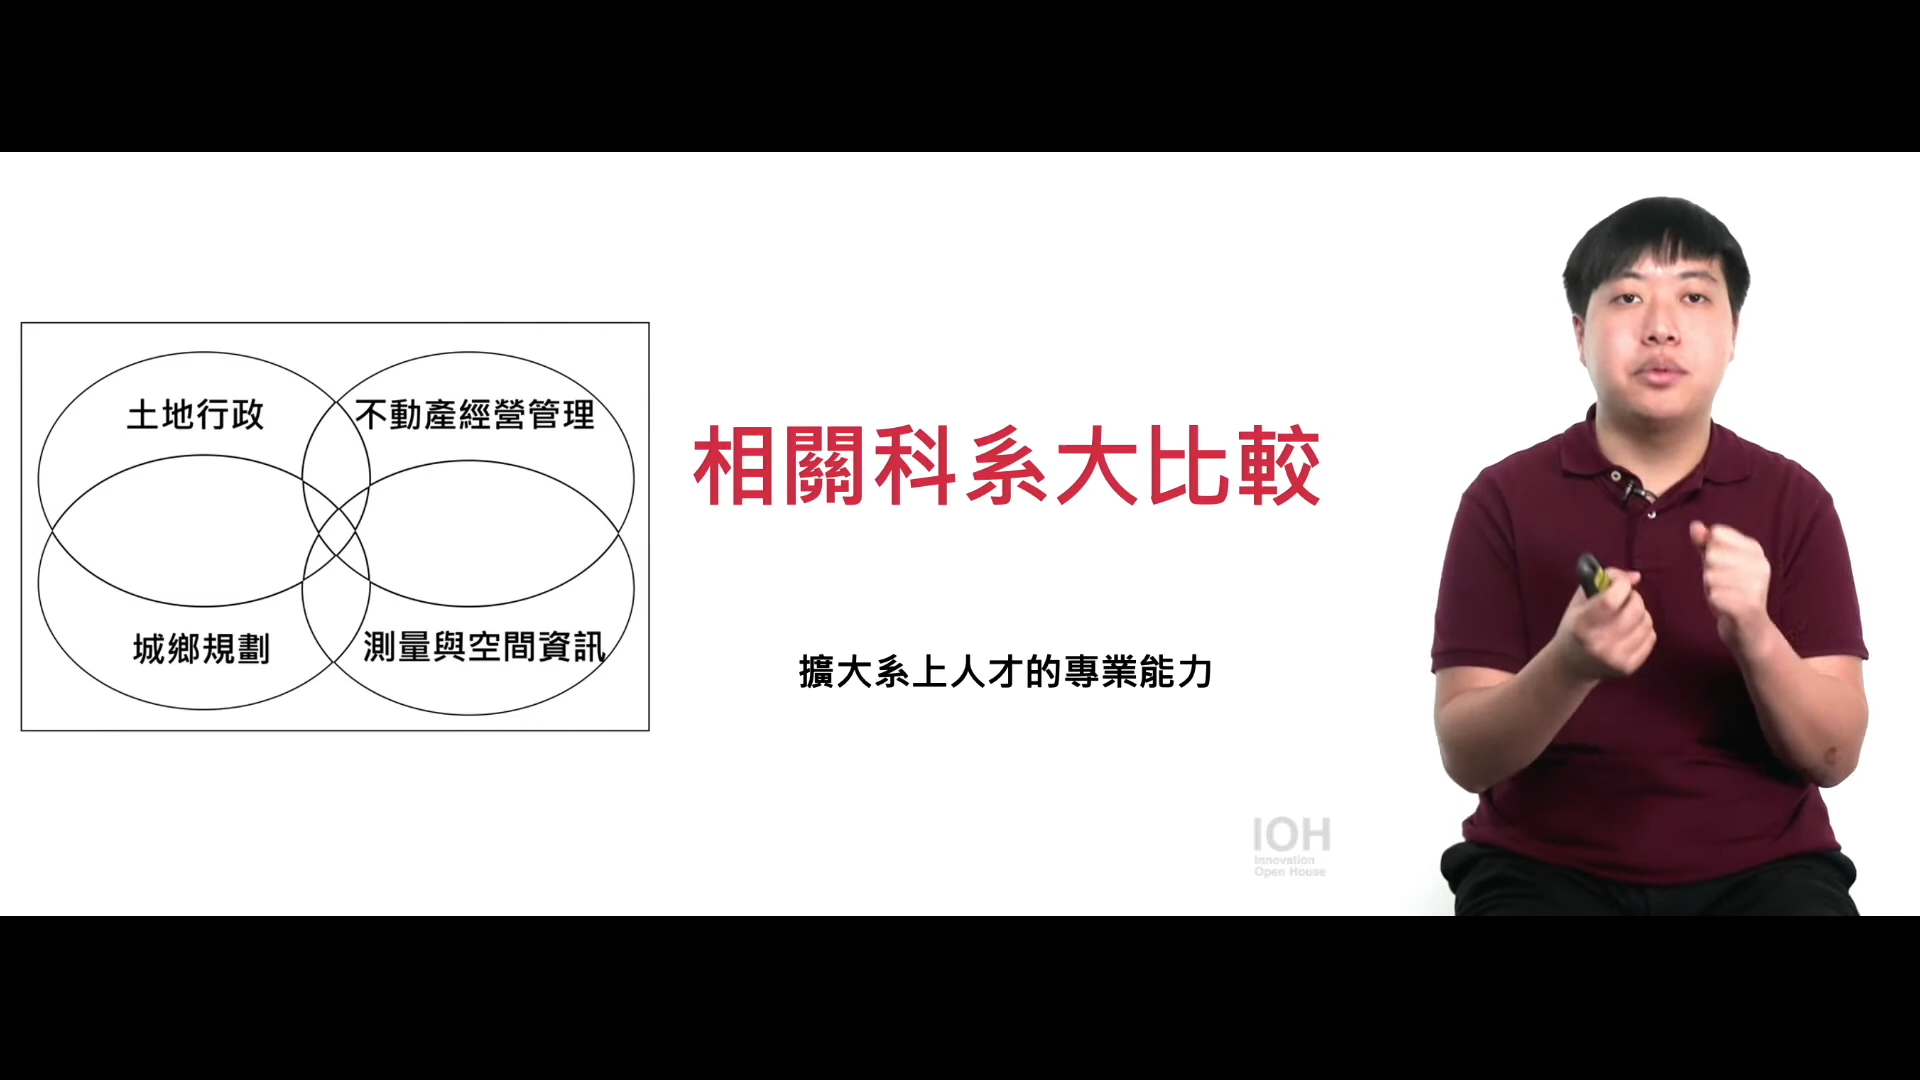 土地行政
不動產經營管理
城鄉規劃
測量與空間資訊
相關科系大比較
擴大系上人才的專業能力
IOH
Innovation
Open House